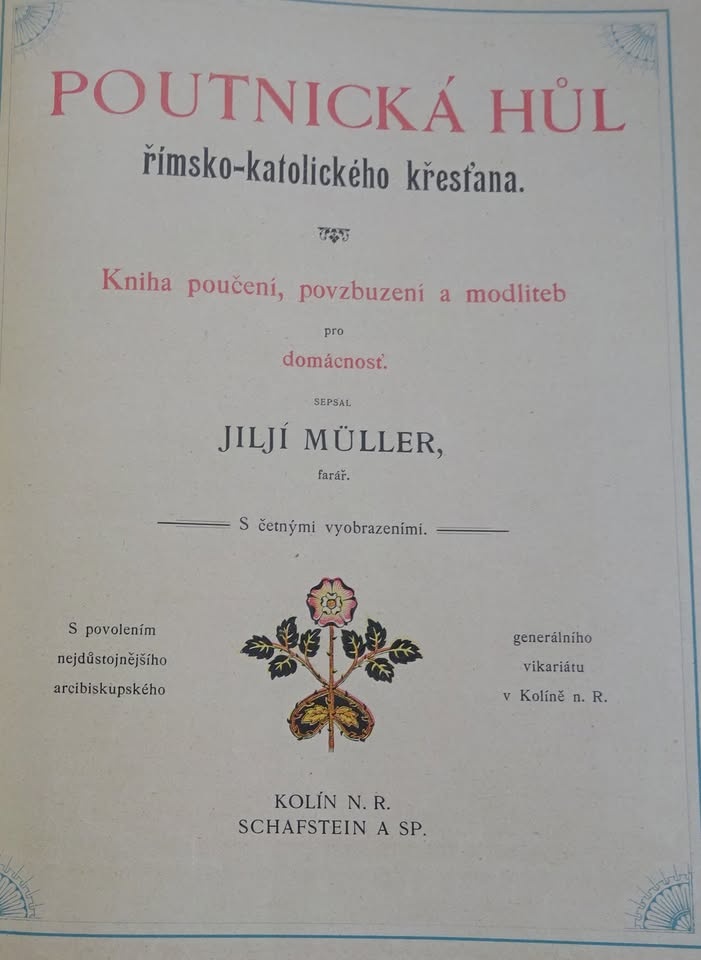 POUTNICKÁ HŮL
římsko-katolického křesťana.
Kniha poučení, povzbuzení a modliteb
pro
domácnosť.
SEPSAL
JILJÍ MÜLLER,
farář.
S četnými vyobrazeními.
S povolením
nejdůstojnějšího
arcibiskupského
generálního
vikariátu
v Kolíně n. R.
KOLÍN N. R.
SCHAFSTEIN A SP.